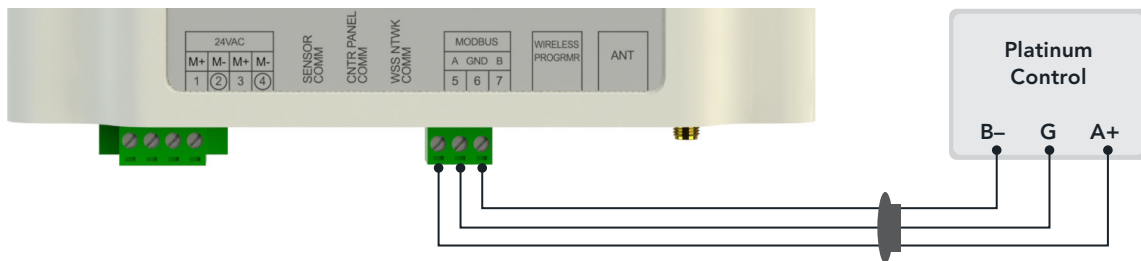 24VAC
M+ M- M+ M-
1 2 3 4
SENSOR
COMM
CNTR PANEL
COMM
WSS NTWK
COMM
MODBUS
A GND B
5 6 7
WIRELESS
PROGRMR
ANT
Platinum
Control
B– G A+